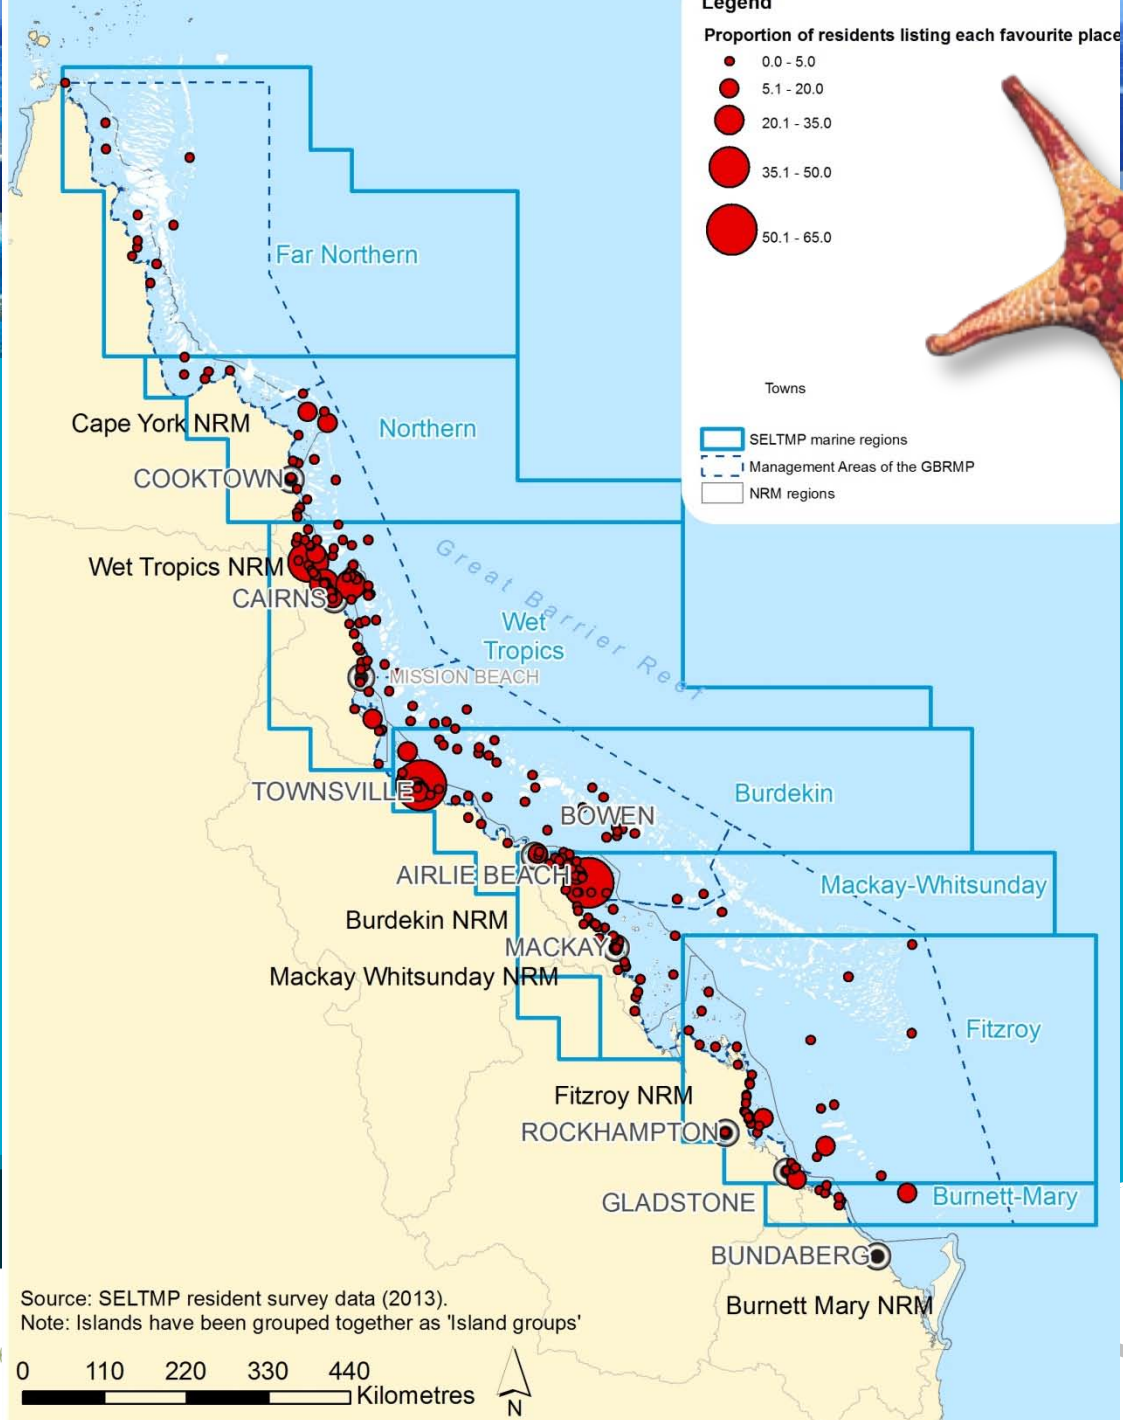 Legend
Proportion of residents listing each favourite place
0.0 - 5.0
5.1 - 20.0
20.1 - 35.0
35.1 - 50.0
50.1 - 65.0
Towns
SELTMP marine regions
Management Areas of the GBRMP
NRM regions
Far Northern
Cape York NRM
Northern
COOKTOWN
Great Barrier Reef
Wet Tropics NRM
CAIRNS
Wet
Tropics
MISSION BEACH
TOWNSVILLE
Burdekin
BOWEN
AIRLIE BEACH
Mackay-Whitsunday
Burdekin NRM
MACKAY
Mackay Whitsunday NRM
Fitzroy
Fitzroy NRM
ROCKHAMPTON
GLADSTONE
Burnett-Mary
BUNDABERG
Burnett Mary NRM
Source: SELTMP resident survey data (2013).
Note: Islands have been grouped together as 'Island groups'
0 110 220 330 440
Kilometres
N